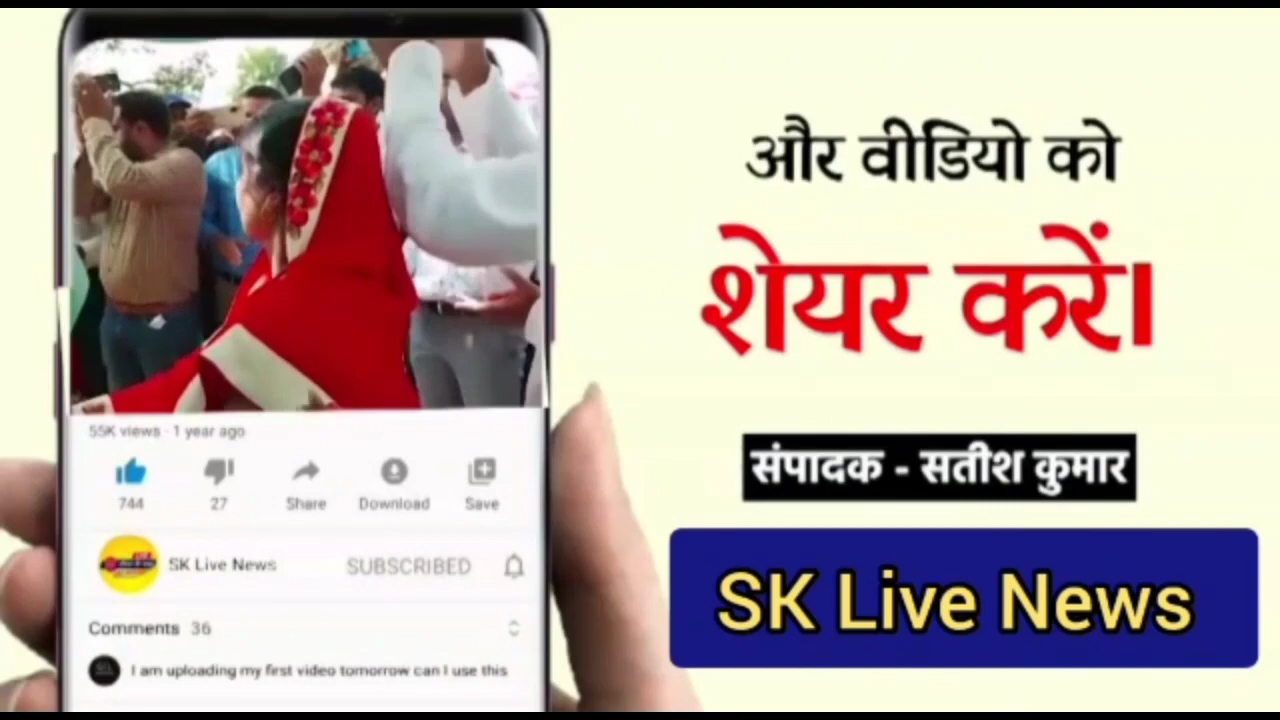 और वीडियो को
शेयर करें।
संपादक - सतीश कुमार
SK Live News
55K views · 1 year ago
744
27
Share
Download
Save
SK Live News
SUBSCRIBED
Comments 36
I am uploading my first video tomorrow can I use this